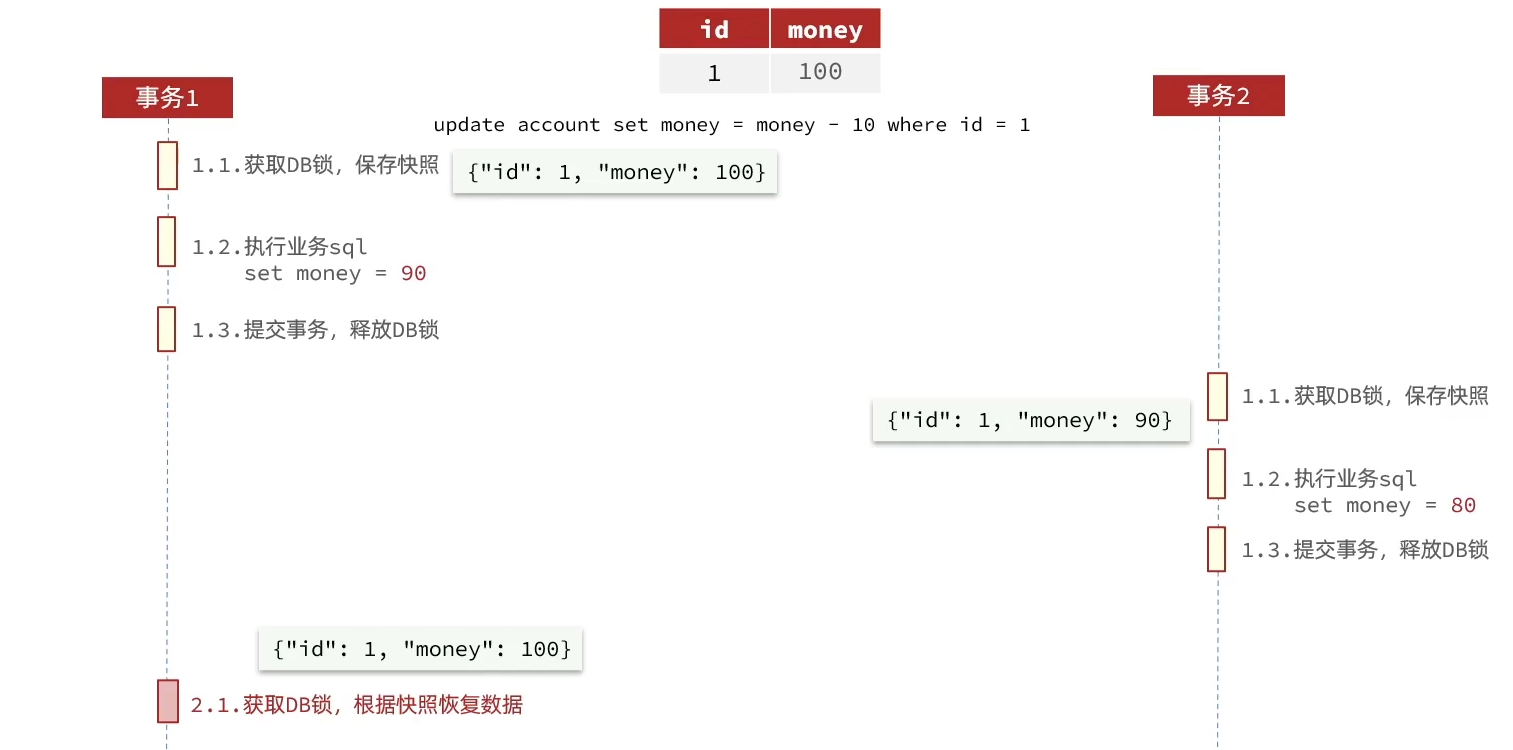 id money
1 100
事务1
事务2
update account set money = money - 10 where id = 1
1.1.获取DB锁，保存快照
{"id": 1, "money": 100}
1.2.执行业务sql
set money = 90
1.3.提交事务，释放DB锁
1.1.获取DB锁，保存快照
{"id": 1, "money": 90}
1.2.执行业务sql
set money = 80
1.3.提交事务，释放DB锁
{"id": 1, "money": 100}
2.1.获取DB锁，根据快照恢复数据